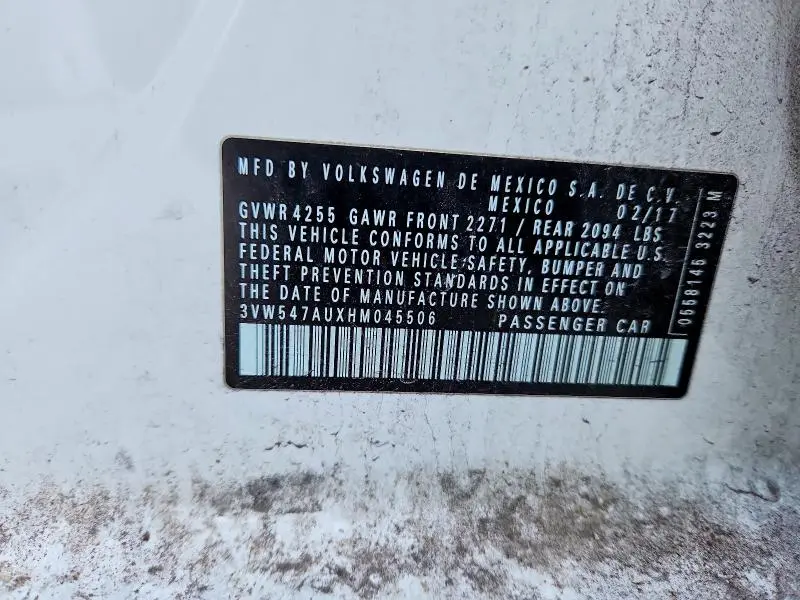 MFD BY VOLKSWAGEN DE MEXICO S.A. DE C.V.
MEXICO 02/17
GVWR 4255 GAWR FRONT 2271 / REAR 2094 LBS
THIS VEHICLE CONFORMS TO ALL APPLICABLE U.S.
FEDERAL MOTOR VEHICLE SAFETY, BUMPER AND
THEFT PREVENTION STANDARDS IN EFFECT ON
THE DATE OF MANUFACTURE SHOWN ABOVE.
3VW547AUXHM045506 PASSENGER CAR
0558145 3223 M